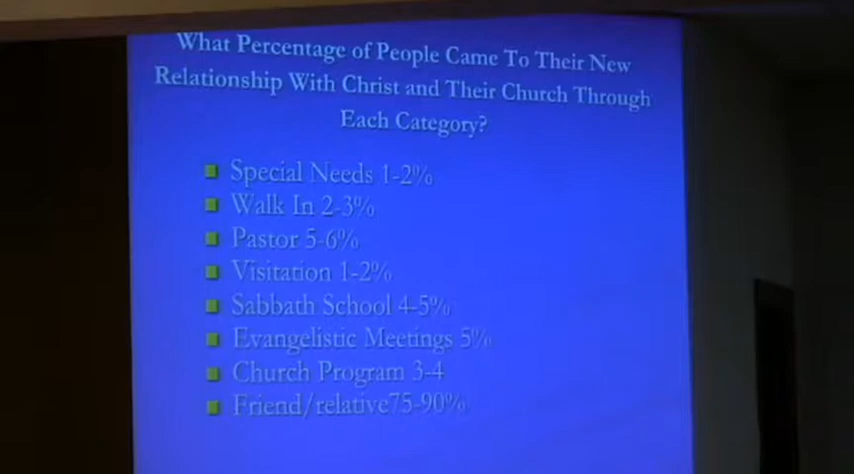 What Percentage of People Came To Their New
Relationship With Christ and Their Church Through
Each Category?
Special Needs 1-2%
Walk In 2-3%
Pastor 5-6%
Visitation 1-2%
Sabbath School 4-5%
Evangelistic Meetings 5%
Church Program 3-4
Friend/relative75-90%